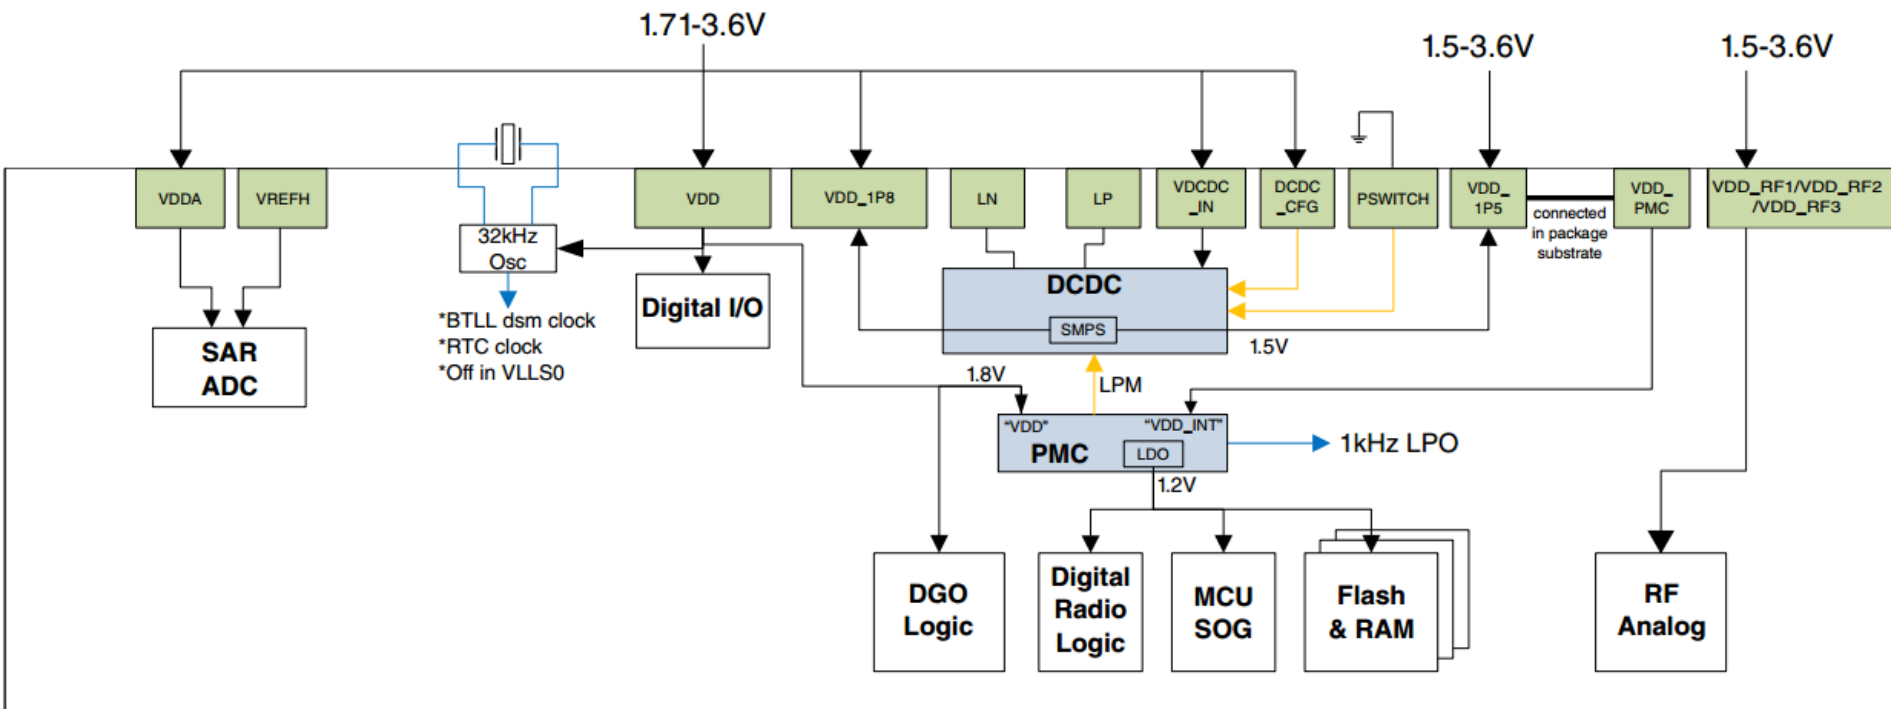 1.71-3.6V
1.5-3.6V
1.5-3.6V
VDDA
VREFH
VDD
VDD_1P8
LN
LP
VDCDC
_IN
DCDC
_CFG
PSWITCH
VDD_
1P5
connected
in package
substrate
VDD_
PMC
VDD_RF1/VDD_RF2
/VDD_RF3
32kHz
Osc
*BTLL dsm clock
*RTC clock
*Off in VLLS0
Digital I/O
SAR
ADC
DCDC
SMPS
1.5V
1.8V
LPM
"VDD"
"VDD_INT"
PMC
LDO
1kHz LPO
1.2V
DGO
Logic
Digital
Radio
Logic
MCU
SOG
Flash
& RAM
RF
Analog